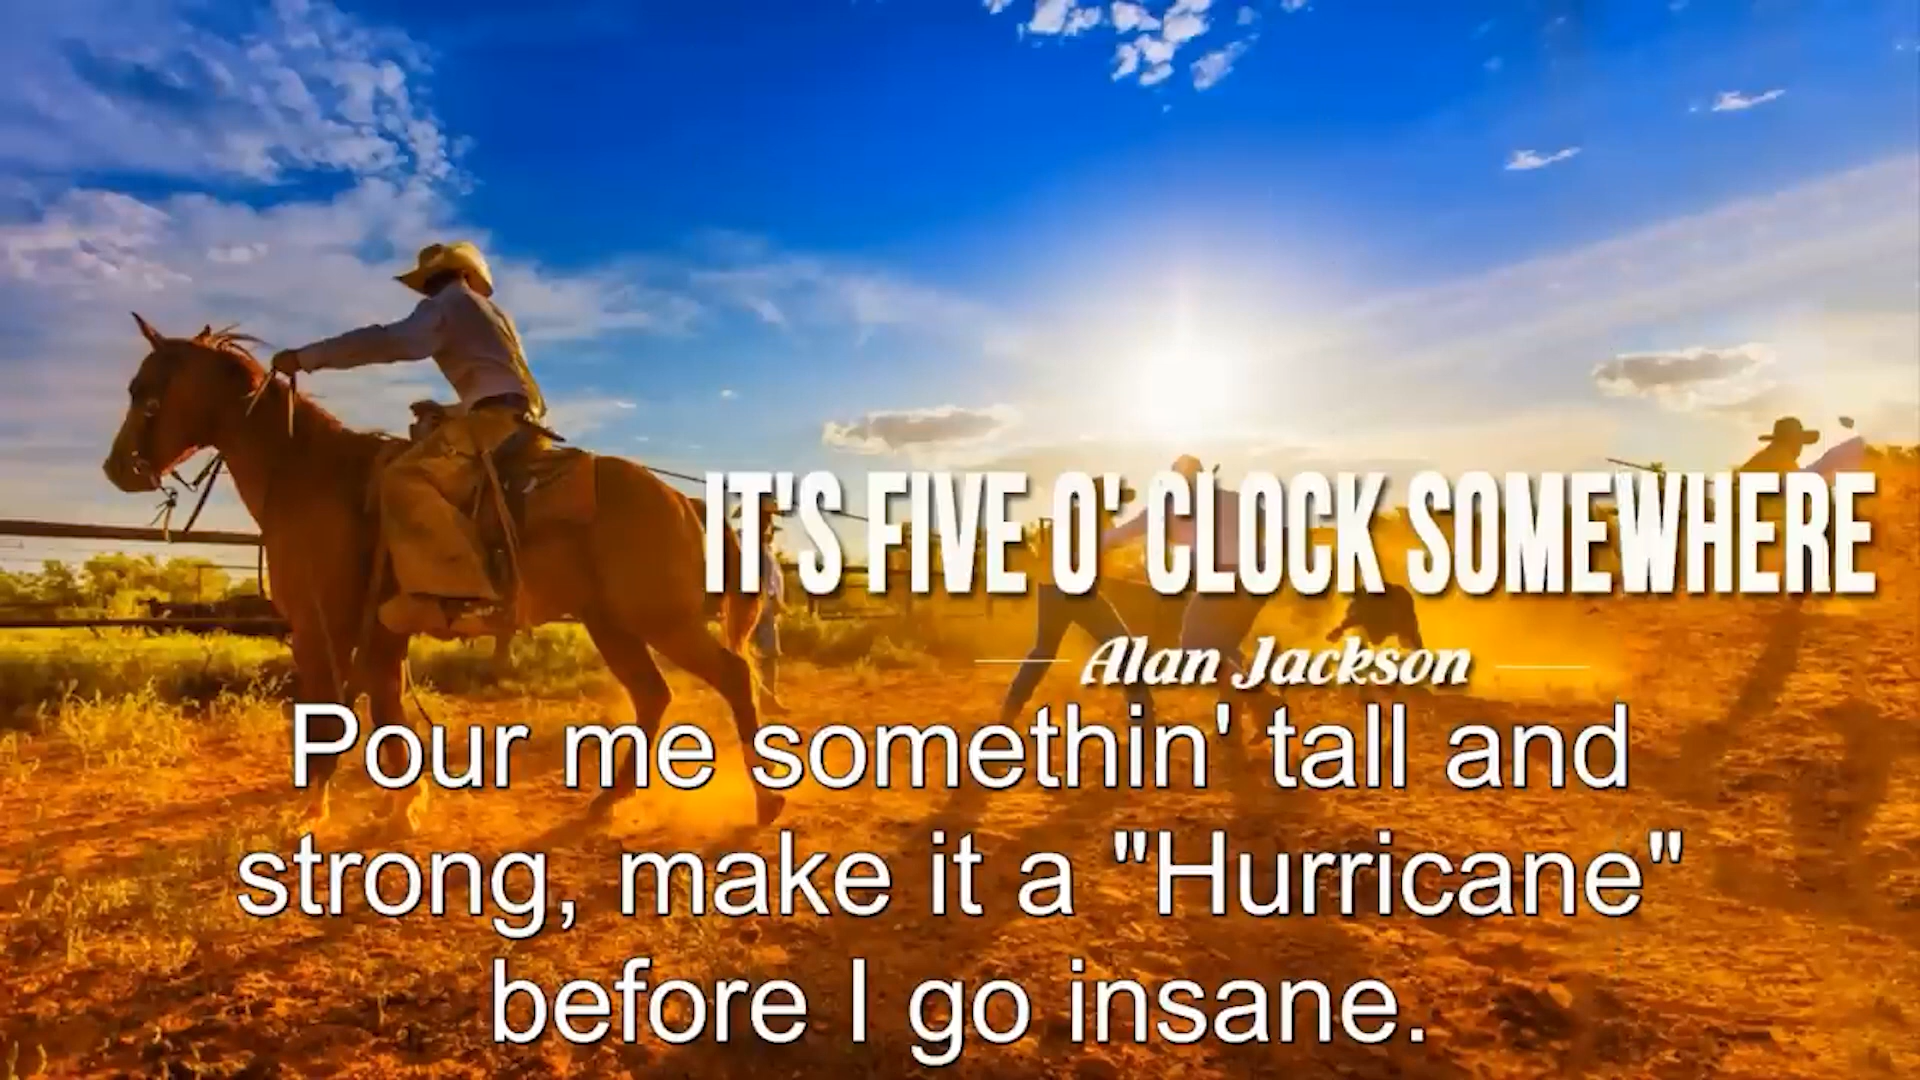 IT'S FIVE O' CLOCK SOMEWHERE
Alan Jackson
Pour me somethin' tall and
strong, make it a "Hurricane"
before I go insane.